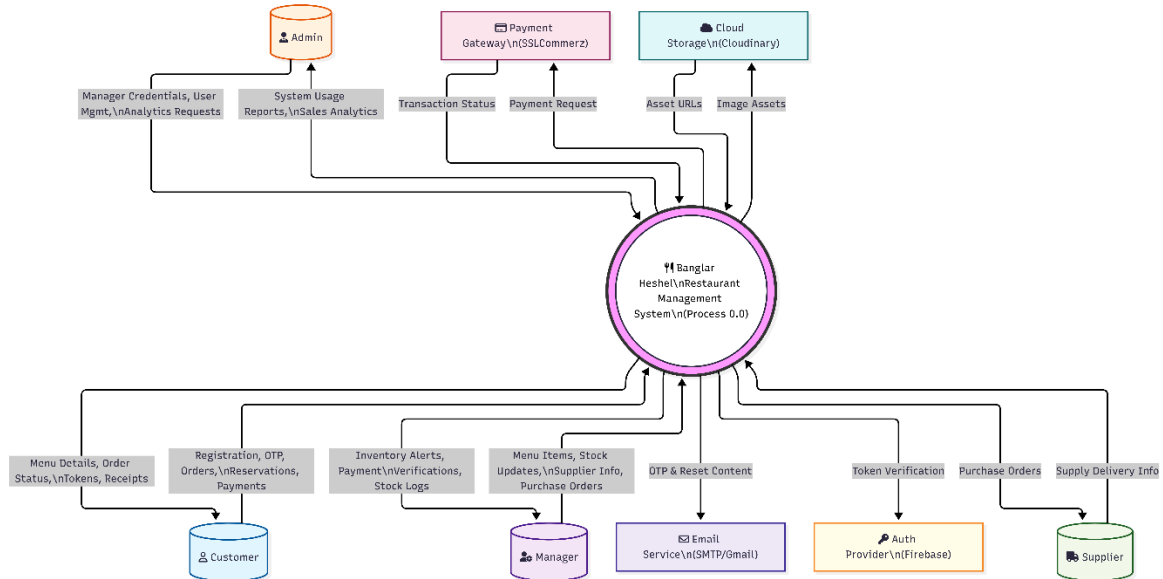 Admin
Payment
Gateway\n(SSLCommerz)
Cloud
Storage\n(Cloudinary)
Manager Credentials, User
Mgmt,\nAnalytics Requests
System Usage
Reports,\nSales Analytics
Transaction Status
Payment Request
Asset URLs
Image Assets
Banglar
Heshel\nRestaurant
Management
System\n(Process 0.0)
Menu Details, Order
Status,\nTokens, Receipts
Registration, OTP,
Orders,\nReservations,
Payments
Inventory Alerts,
Payment\nVerifications,
Stock Logs
Menu Items, Stock
Updates,\nSupplier Info,
Purchase Orders
OTP & Reset Content
Token Verification
Purchase Orders
Supply Delivery Info
Customer
Manager
Email
Service\n(SMTP/Gmail)
Auth
Provider\n(Firebase)
Supplier